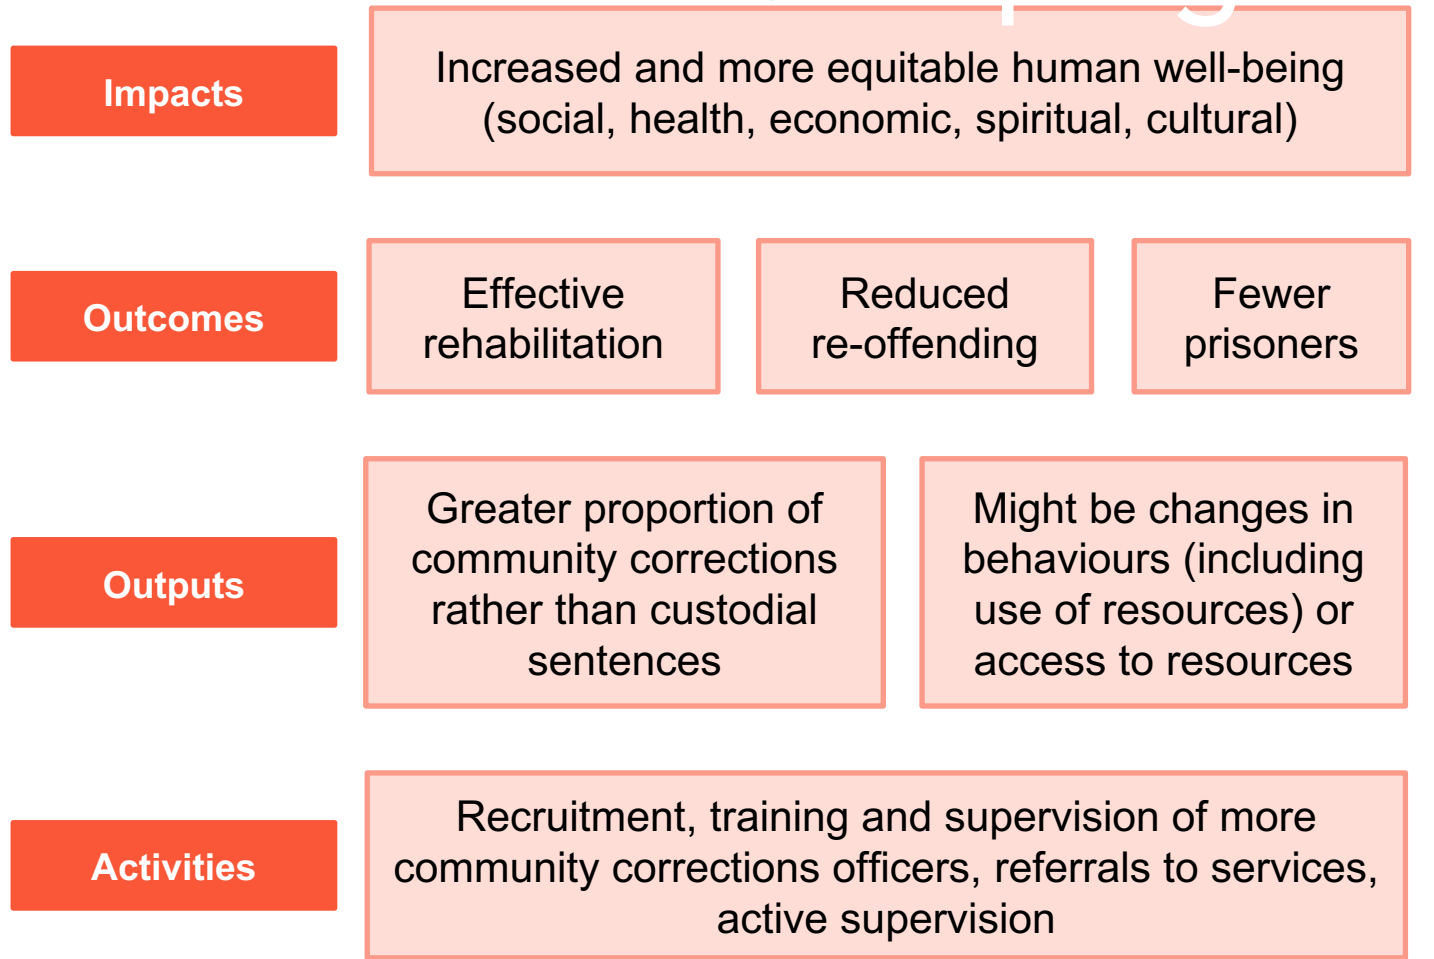 Impacts
Increased and more equitable human well-being
(social, health, economic, spiritual, cultural)
Outcomes
Effective
rehabilitation
Reduced
re-offending
Fewer
prisoners
Outputs
Greater proportion of
community corrections
rather than custodial
sentences
Might be changes in
behaviours (including
use of resources) or
access to resources
Activities
Recruitment, training and supervision of more
community corrections officers, referrals to services,
active supervision